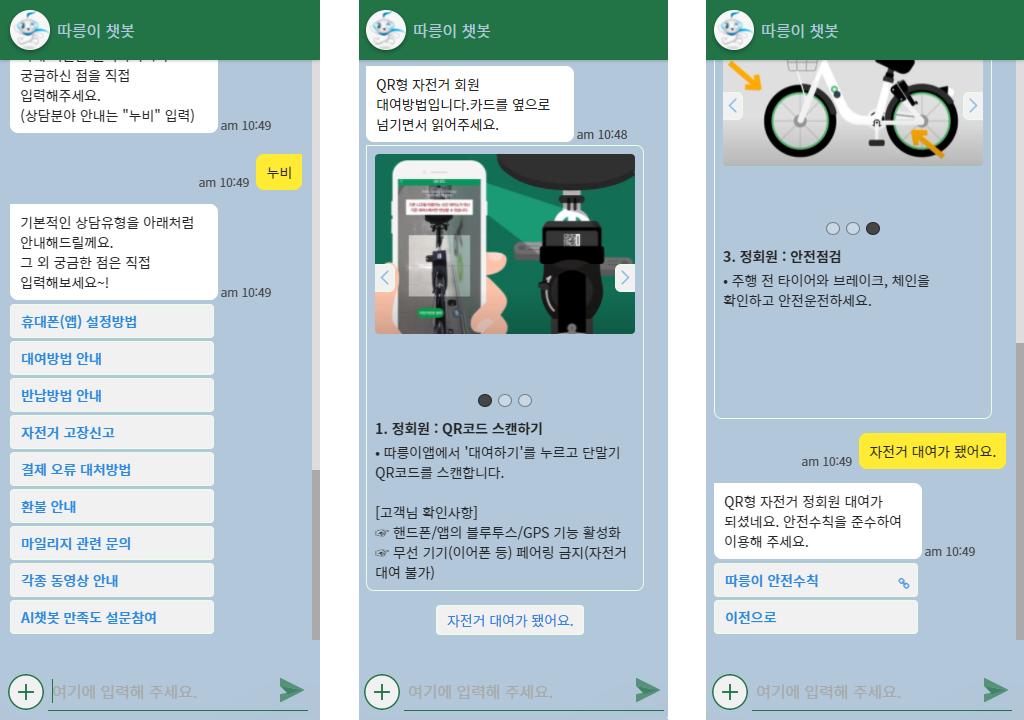 따릉이 챗봇
궁금하신 점을 직접
입력해주세요.
(상담분야 안내는 "누비" 입력)
am 10:49
am 10:49
누비
기본적인 상담유형을 아래처럼
안내해드릴께요.
그 외 궁금한 점은 직접
입력해보세요~!
am 10:49
휴대폰(앱) 설정방법
대여방법 안내
반납방법 안내
자전거 고장신고
결제 오류 대처방법
환불 안내
마일리지 관련 문의
각종 동영상 안내
AI챗봇 만족도 설문참여
여기에 입력해 주세요.
따릉이 챗봇
QR형 자전거 회원
대여방법입니다.카드를 옆으로
넘기면서 읽어주세요.
am 10:48
1. 정회원 : QR코드 스캔하기
• 따릉이앱에서 '대여하기'를 누르고 단말기
QR코드를 스캔합니다.
[고객님 확인사항]
☞ 핸드폰/앱의 블루투스/GPS 기능 활성화
☞ 무선 기기(이어폰 등) 페어링 금지(자전거
대여 불가)
자전거 대여가 됐어요.
여기에 입력해 주세요.
따릉이 챗봇
3. 정회원 : 안전점검
• 주행 전 타이어와 브레이크, 체인을
확인하고 안전운전하세요.
am 10:49
자전거 대여가 됐어요.
QR형 자전거 정회원 대여가
되셨네요. 안전수칙을 준수하여
이용해 주세요.
am 10:49
따릉이 안전수칙
이전으로
여기에 입력해 주세요.